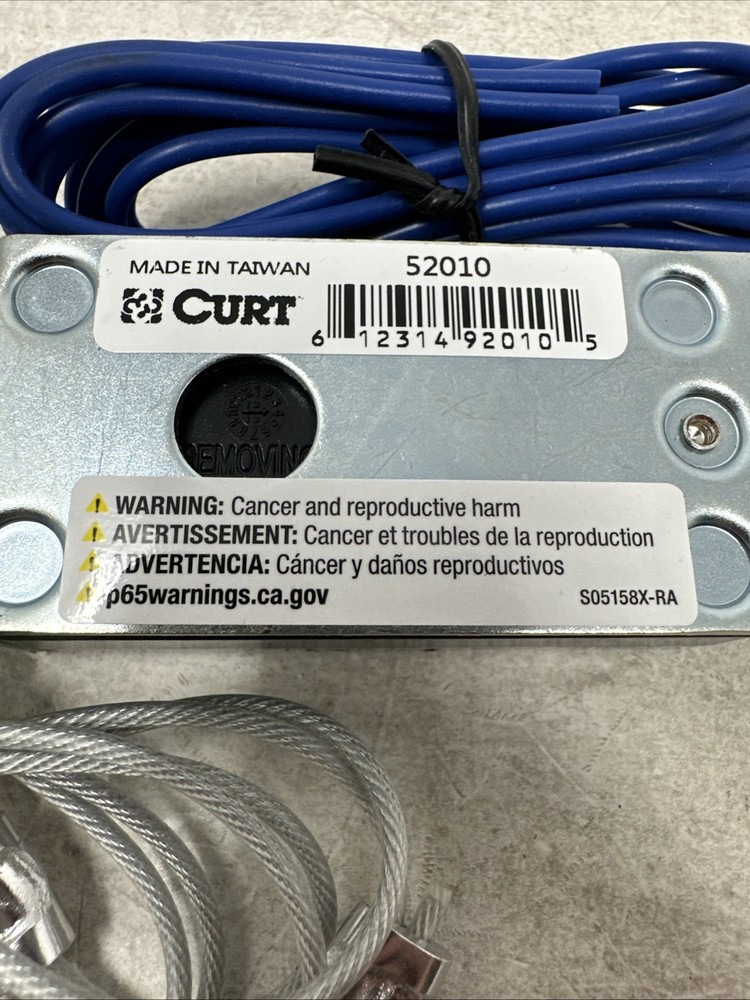 MADE IN TAIWAN
52010
CURT
6 12314 92010 5
REMOVING
WARNING: Cancer and reproductive harm
AVERTISSEMENT: Cancer et troubles de la reproduction
ADVERTENCIA: Cáncer y daños reproductivos
p65warnings.ca.gov
S05158X-RA